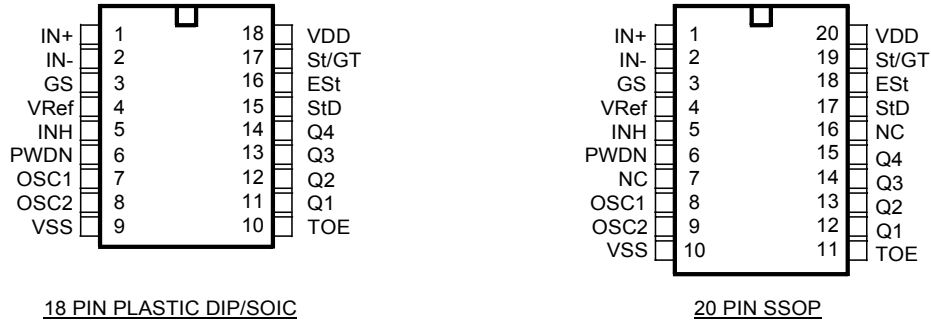 IN+ 1 18 VDD
IN- 2 17 St/GT
GS 3 16 ESt
VRef 4 15 StD
INH 5 14 Q4
PWDN 6 13 Q3
OSC1 7 12 Q2
OSC2 8 11 Q1
VSS 9 10 TOE
18 PIN PLASTIC DIP/SOIC
IN+ 1 20 VDD
IN- 2 19 St/GT
GS 3 18 ESt
VRef 4 17 StD
INH 5 16 NC
PWDN 6 15 Q4
NC 7 14 Q3
OSC1 8 13 Q2
OSC2 9 12 Q1
VSS 10 11 TOE
20 PIN SSOP